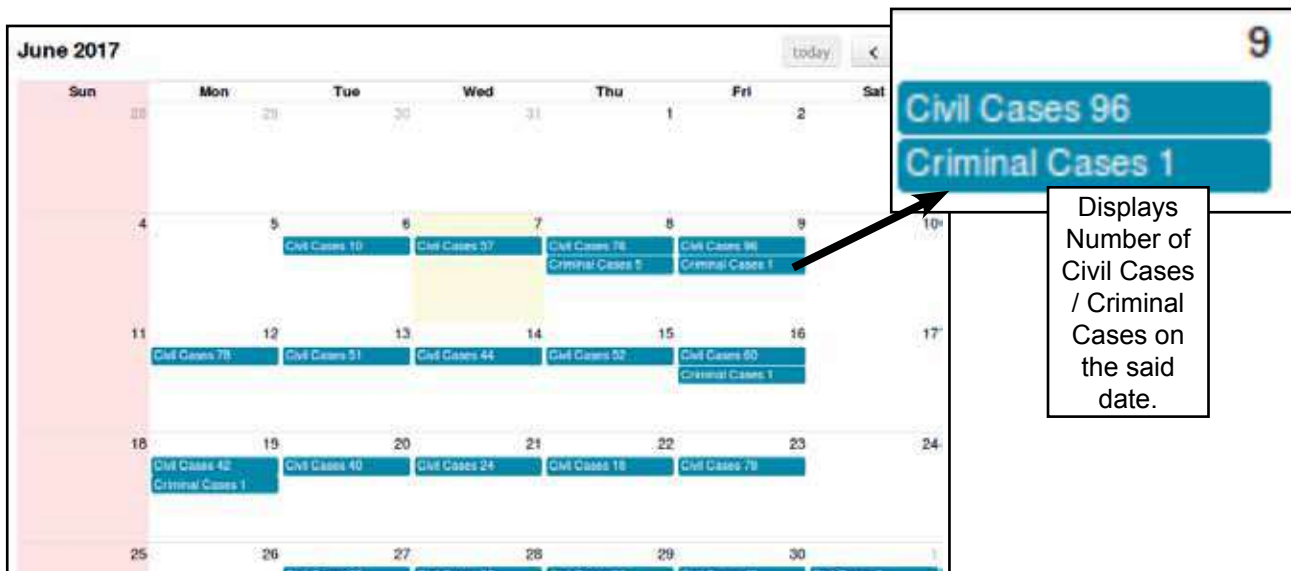 June 2017
today <
Sun Mon Tue Wed Thu Fri Sat
28 29 30 31 1 2
4 5 6 7 8 9 10
Civil Cases 10 Civil Cases 57 Civil Cases 76 Civil Cases 96
Criminal Cases 5 Criminal Cases 1
11 12 13 14 15 16 17
Civil Cases 78 Civil Cases 51 Civil Cases 44 Civil Cases 52 Civil Cases 60
Criminal Cases 1
18 19 20 21 22 23 24
Civil Cases 42 Civil Cases 40 Civil Cases 24 Civil Cases 18 Civil Cases 78
Criminal Cases 1
25 26 27 28 29 30 1
9
Civil Cases 96
Criminal Cases 1
Displays
Number of
Civil Cases
/ Criminal
Cases on
the said
date.